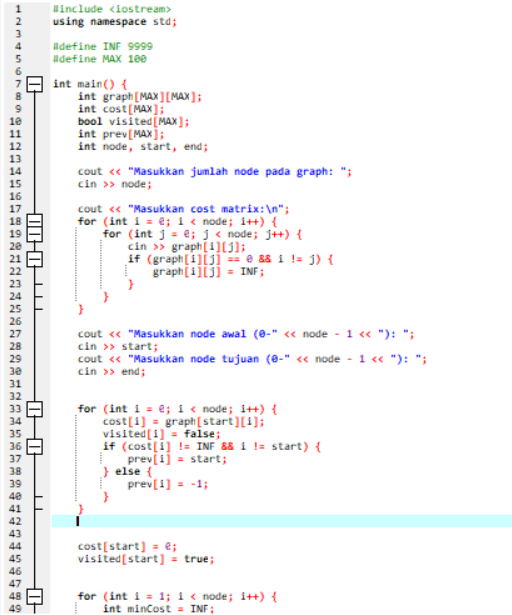 1 #include <iostream>
2 using namespace std;
3
4 #define INF 9999
5 #define MAX 100
6
7 int main() {
8 int graph[MAX][MAX];
9 int cost[MAX];
10 bool visited[MAX];
11 int prev[MAX];
12 int node, start, end;
13
14 cout << "Masukkan jumlah node pada graph: ";
15 cin >> node;
16
17 cout << "Masukkan cost matrix:\n";
18 for (int i = 0; i < node; i++) {
19 for (int j = 0; j < node; j++) {
20 cin >> graph[i][j];
21 if (graph[i][j] == 0 && i != j) {
22 graph[i][j] = INF;
23 }
24 }
25 }
26
27 cout << "Masukkan node awal (0-" << node - 1 << "): ";
28 cin >> start;
29 cout << "Masukkan node tujuan (0-" << node - 1 << "): ";
30 cin >> end;
31
32
33 for (int i = 0; i < node; i++) {
34 cost[i] = graph[start][i];
35 visited[i] = false;
36 if (cost[i] != INF && i != start) {
37 prev[i] = start;
38 } else {
39 prev[i] = -1;
40 }
41 }
42
43
44 cost[start] = 0;
45 visited[start] = true;
46
47
48 for (int i = 1; i < node; i++) {
49 int minCost = INF;